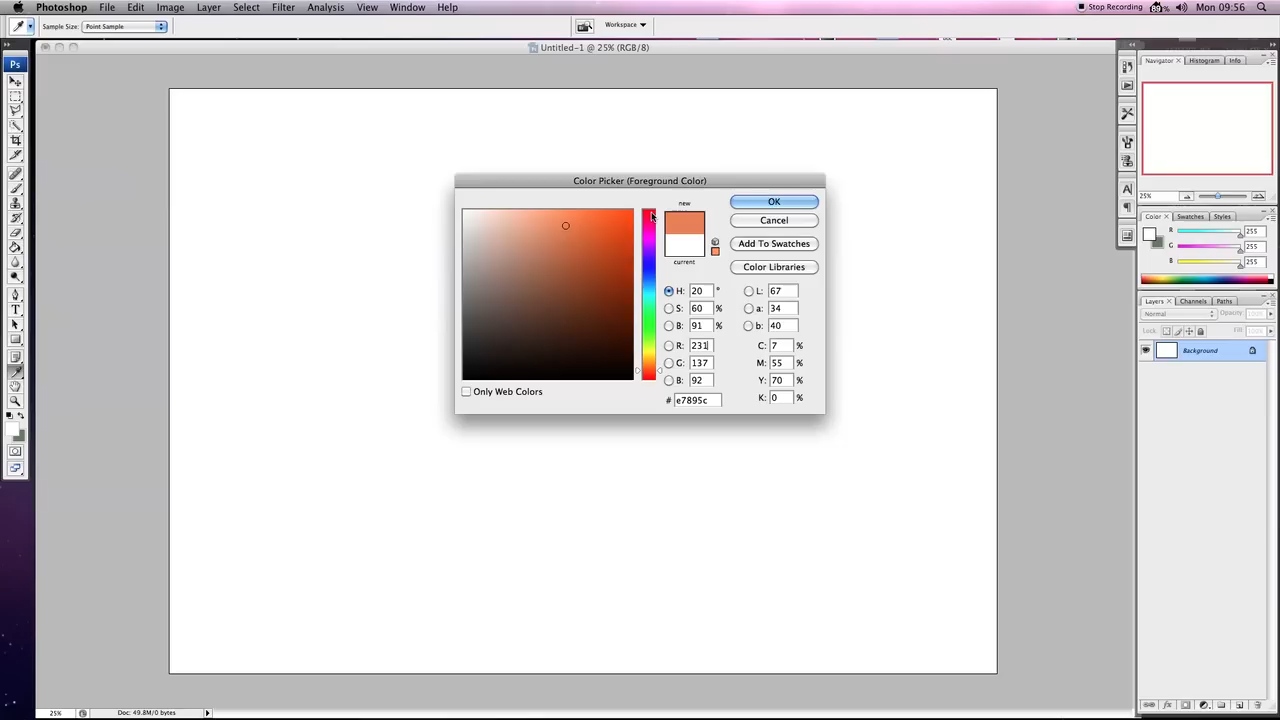 Photoshop File Edit Image Layer Select Filter Analysis View Window Help Stop Recording 89% Mon 09:56
Sample Size: Point Sample Workspace
Untitled-1 @ 25% (RGB/8)
Ps
Navigator Histogram Info
25%
Color Swatches Styles
R 255
G 255
B 255
Layers Channels Paths
Normal Opacity: 100%
Lock: Fill: 100%
Background
Color Picker (Foreground Color)
new
current
OK
Cancel
Add To Swatches
Color Libraries
H: 20 ° L: 67
S: 60 % a: 34
B: 91 % b: 40
R: 231 C: 7 %
G: 137 M: 55 %
B: 92 Y: 70 %
# e7895c K: 0 %
Only Web Colors
25% Doc: 49.8M/0 bytes